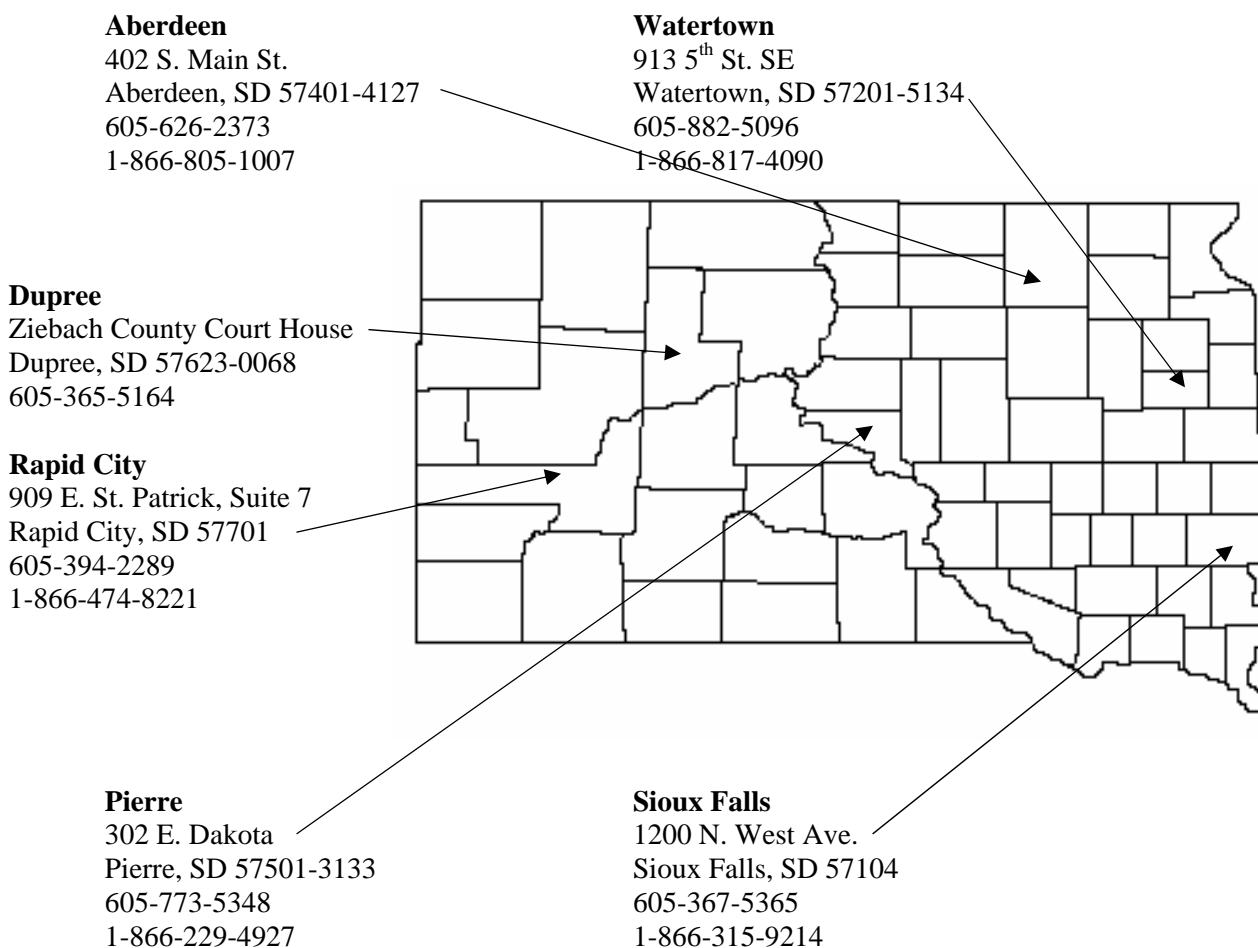 Aberdeen
402 S. Main St.
Aberdeen, SD 57401-4127
605-626-2373
1-866-805-1007
Watertown
913 5th St. SE
Watertown, SD 57201-5134
605-882-5096
1-866-817-4090
Dupree
Ziebach County Court House
Dupree, SD 57623-0068
605-365-5164
Rapid City
909 E. St. Patrick, Suite 7
Rapid City, SD 57701
605-394-2289
1-866-474-8221
Pierre
302 E. Dakota
Pierre, SD 57501-3133
605-773-5348
1-866-229-4927
Sioux Falls
1200 N. West Ave.
Sioux Falls, SD 57104
605-367-5365
1-866-315-9214